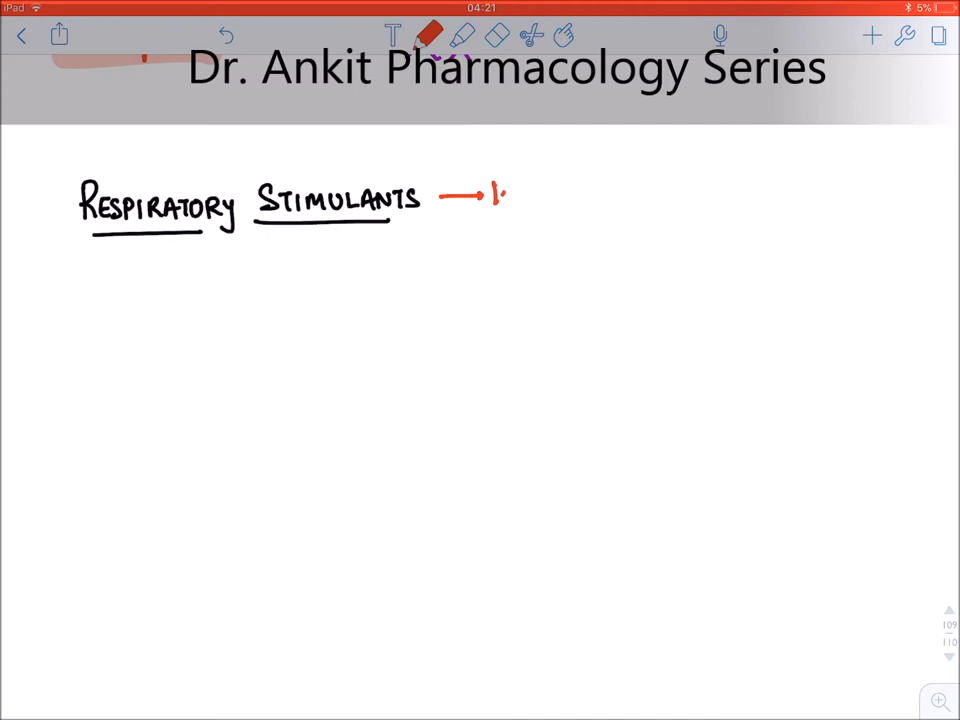 iPad 04:21 5%
T
Dr. Ankit Pharmacology Series
RESPIRATORY STIMULANTS →
109
110